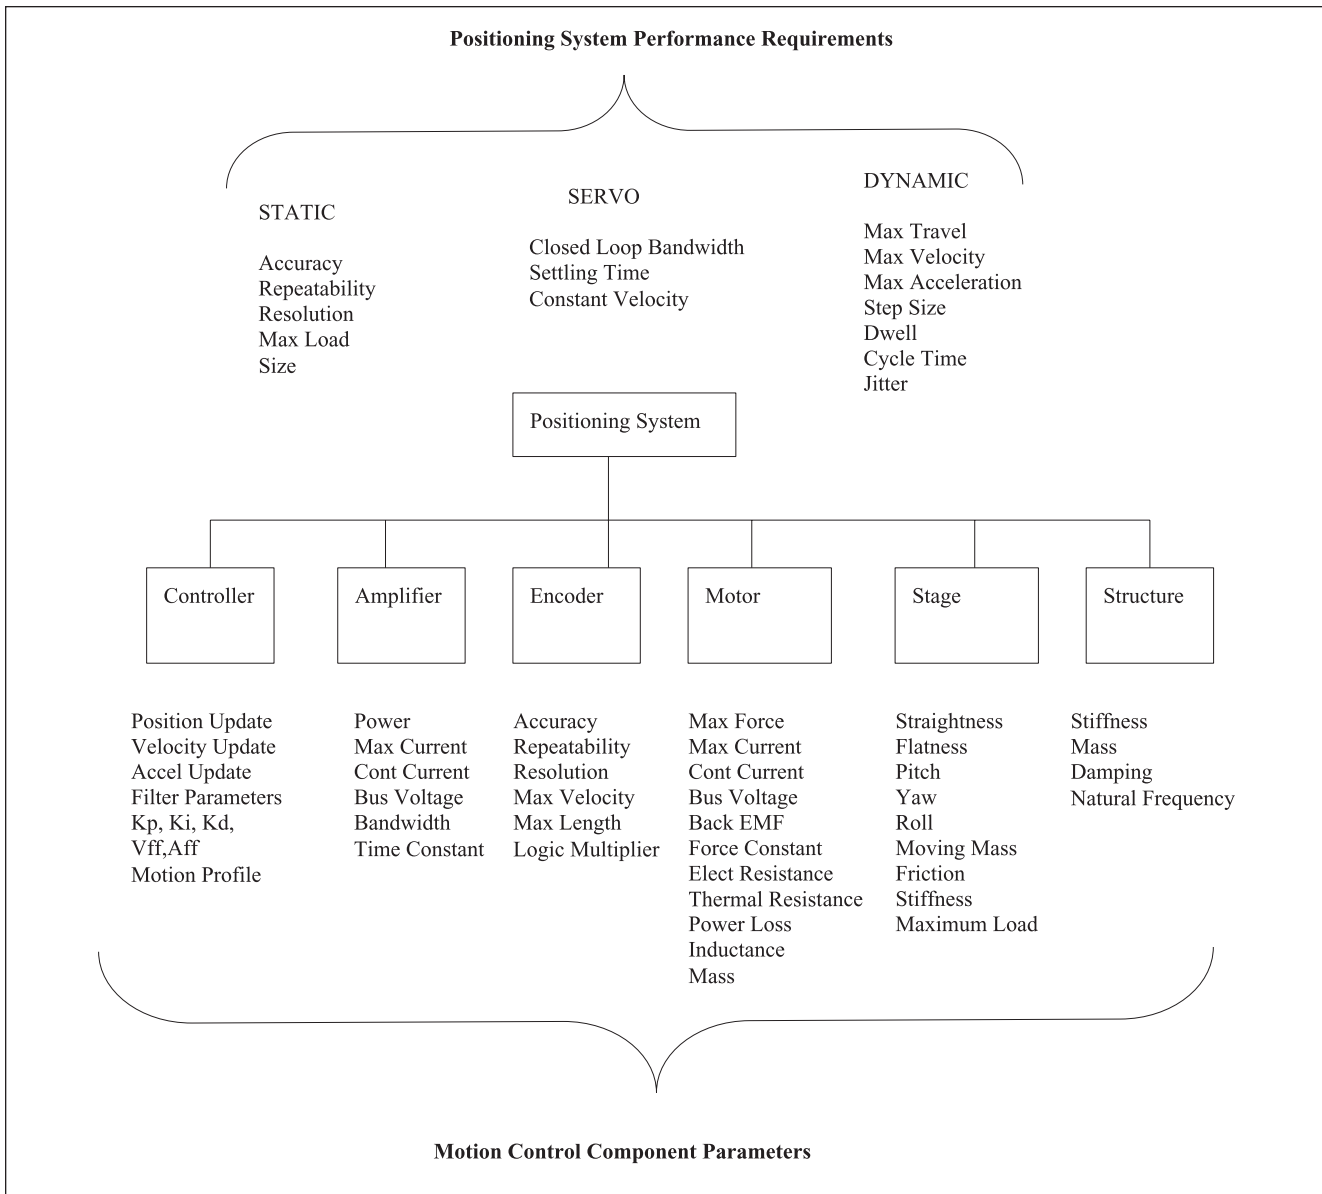 Positioning System Performance Requirements
STATIC
Accuracy
Repeatability
Resolution
Max Load
Size
SERVO
Closed Loop Bandwidth
Settling Time
Constant Velocity
DYNAMIC
Max Travel
Max Velocity
Max Acceleration
Step Size
Dwell
Cycle Time
Jitter
Positioning System
Controller
Position Update
Velocity Update
Accel Update
Filter Parameters
Kp, Ki, Kd,
Vff,Aff
Motion Profile
Amplifier
Power
Max Current
Cont Current
Bus Voltage
Bandwidth
Time Constant
Encoder
Accuracy
Repeatability
Resolution
Max Velocity
Max Length
Logic Multiplier
Motor
Max Force
Max Current
Cont Current
Bus Voltage
Back EMF
Force Constant
Elect Resistance
Thermal Resistance
Power Loss
Inductance
Mass
Stage
Straightness
Flatness
Pitch
Yaw
Roll
Moving Mass
Friction
Stiffness
Maximum Load
Structure
Stiffness
Mass
Damping
Natural Frequency
Motion Control Component Parameters